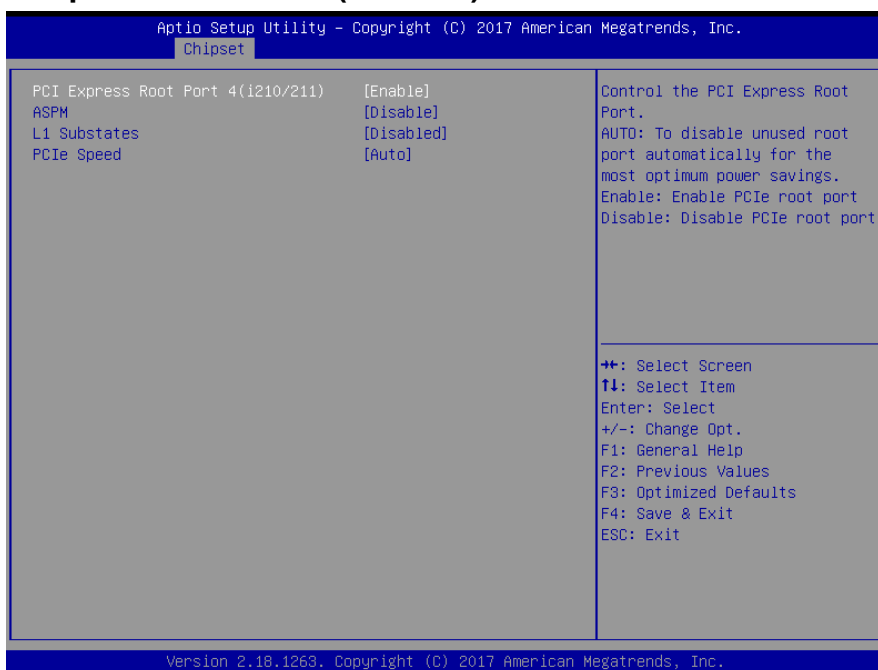 Aptio Setup Utility – Copyright (C) 2017 American Megatrends, Inc.
Chipset
PCI Express Root Port 4(i210/211) [Enable]
ASPM [Disable]
L1 Substates [Disabled]
PCIe Speed [Auto]
Control the PCI Express Root
Port.
AUTO: To disable unused root
port automatically for the
most optimum power savings.
Enable: Enable PCIe root port
Disable: Disable PCIe root port
→←: Select Screen
↑↓: Select Item
Enter: Select
+/-: Change Opt.
F1: General Help
F2: Previous Values
F3: Optimized Defaults
F4: Save & Exit
ESC: Exit
Version 2.18.1263. Copyright (C) 2017 American Megatrends, Inc.